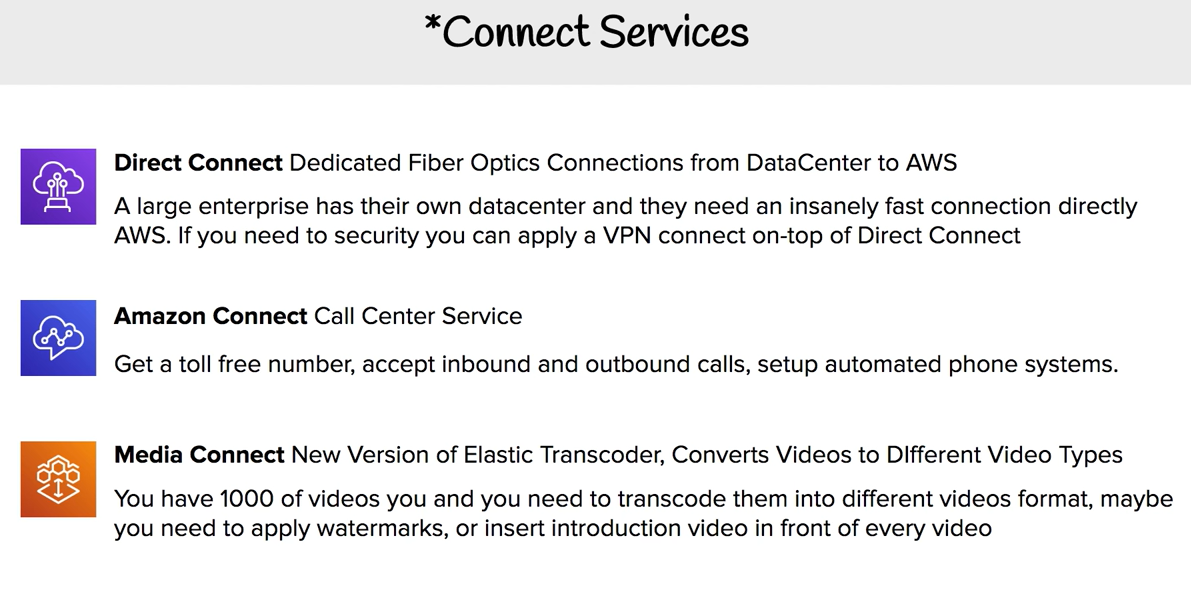 *Connect Services
Direct Connect Dedicated Fiber Optics Connections from DataCenter to AWS
A large enterprise has their own datacenter and they need an insanely fast connection directly
AWS. If you need to security you can apply a VPN connect on-top of Direct Connect
Amazon Connect Call Center Service
Get a toll free number, accept inbound and outbound calls, setup automated phone systems.
Media Connect New Version of Elastic Transcoder, Converts Videos to DIfferent Video Types
You have 1000 of videos you and you need to transcode them into different videos format, maybe
you need to apply watermarks, or insert introduction video in front of every video